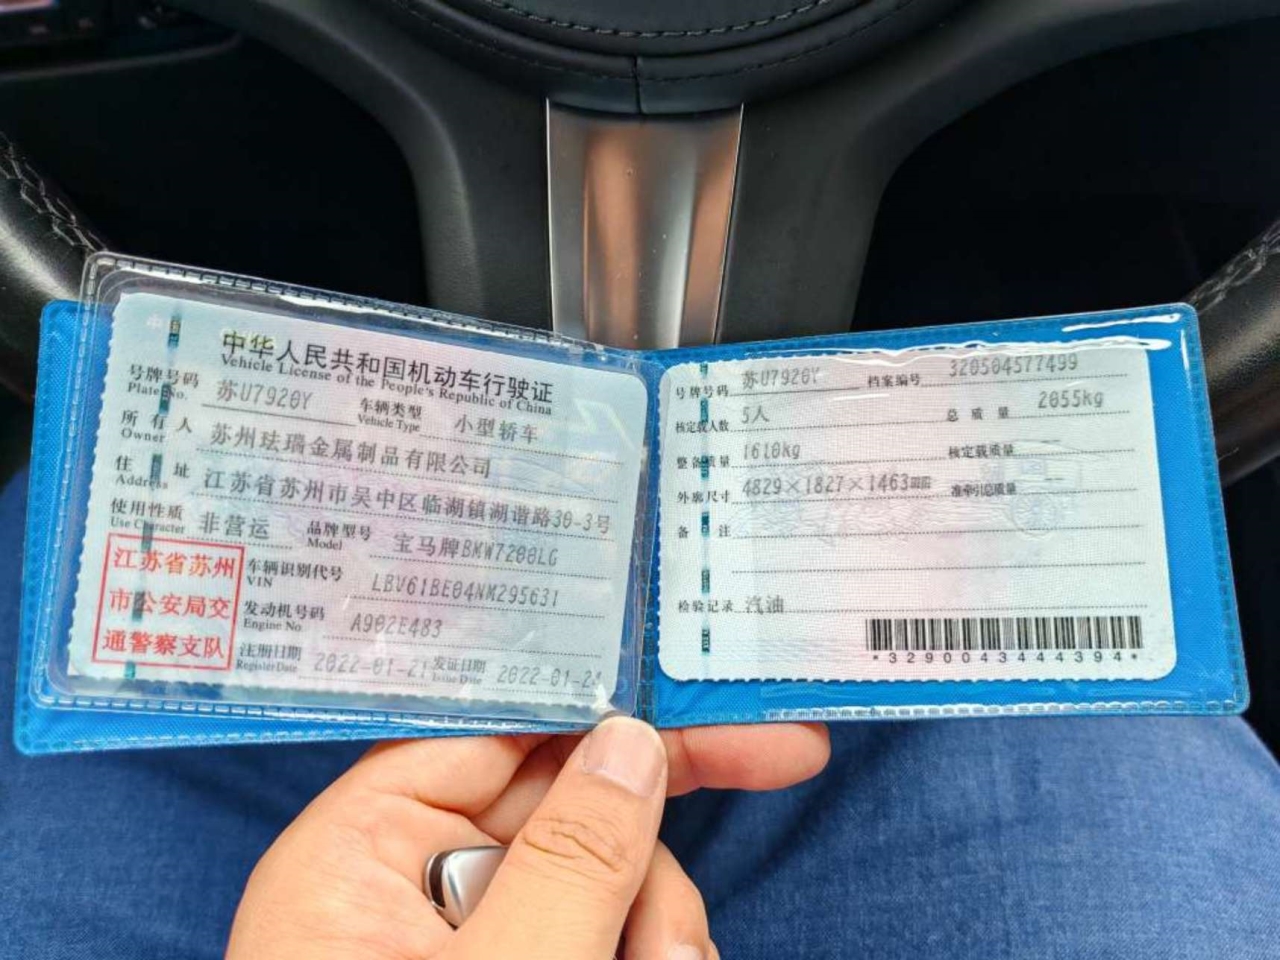 中华人民共和国机动车行驶证
Vehicle License of the People's Republic of China
号牌号码 苏U7920Y 车辆类型 小型轿车
Plate No. Vehicle Type
所有人 苏州珐瑞金属制品有限公司
Owner
住址 江苏省苏州市吴中区临湖镇湖谐路30-3号
Address
使用性质 非营运 品牌型号 宝马牌BMW7200LG
Use Character Model
江苏省苏州
市公安局交
通警察支队
车辆识别代号 LBV61BE04NM295631
VIN
发动机号码 A902E483
Engine No
注册日期 2022-01-21 发证日期 2022-01-24
Register Date Issue Date
号牌号码 苏U7920Y 档案编号 320504577499
核定载人数 5人 总质量 2055kg
整备质量 1610kg 核定载质量 --
外廓尺寸 4829×1827×1463mm 准牵引总质量 --
备注
检验记录 汽油
*3290043444394*